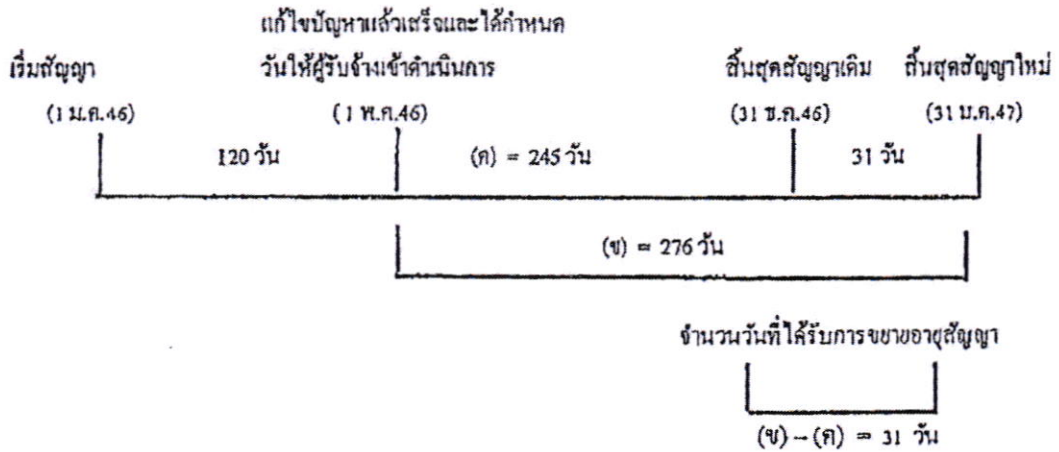 แก้ไขปัญหาแล้วเสร็จและได้กำหนด
เริ่มสัญญา วันให้ผู้รับจ้างเข้าดำเนินการ สิ้นสุดสัญญาเดิม สิ้นสุดสัญญาใหม่
(1 ม.ค.46) (1 พ.ค.46) (31 ธ.ค.46) (31 ม.ค.47)
120 วัน (ค) = 245 วัน 31 วัน
(ข) = 276 วัน
จำนวนวันที่ได้รับการขยายอายุสัญญา
(ข) – (ค) = 31 วัน